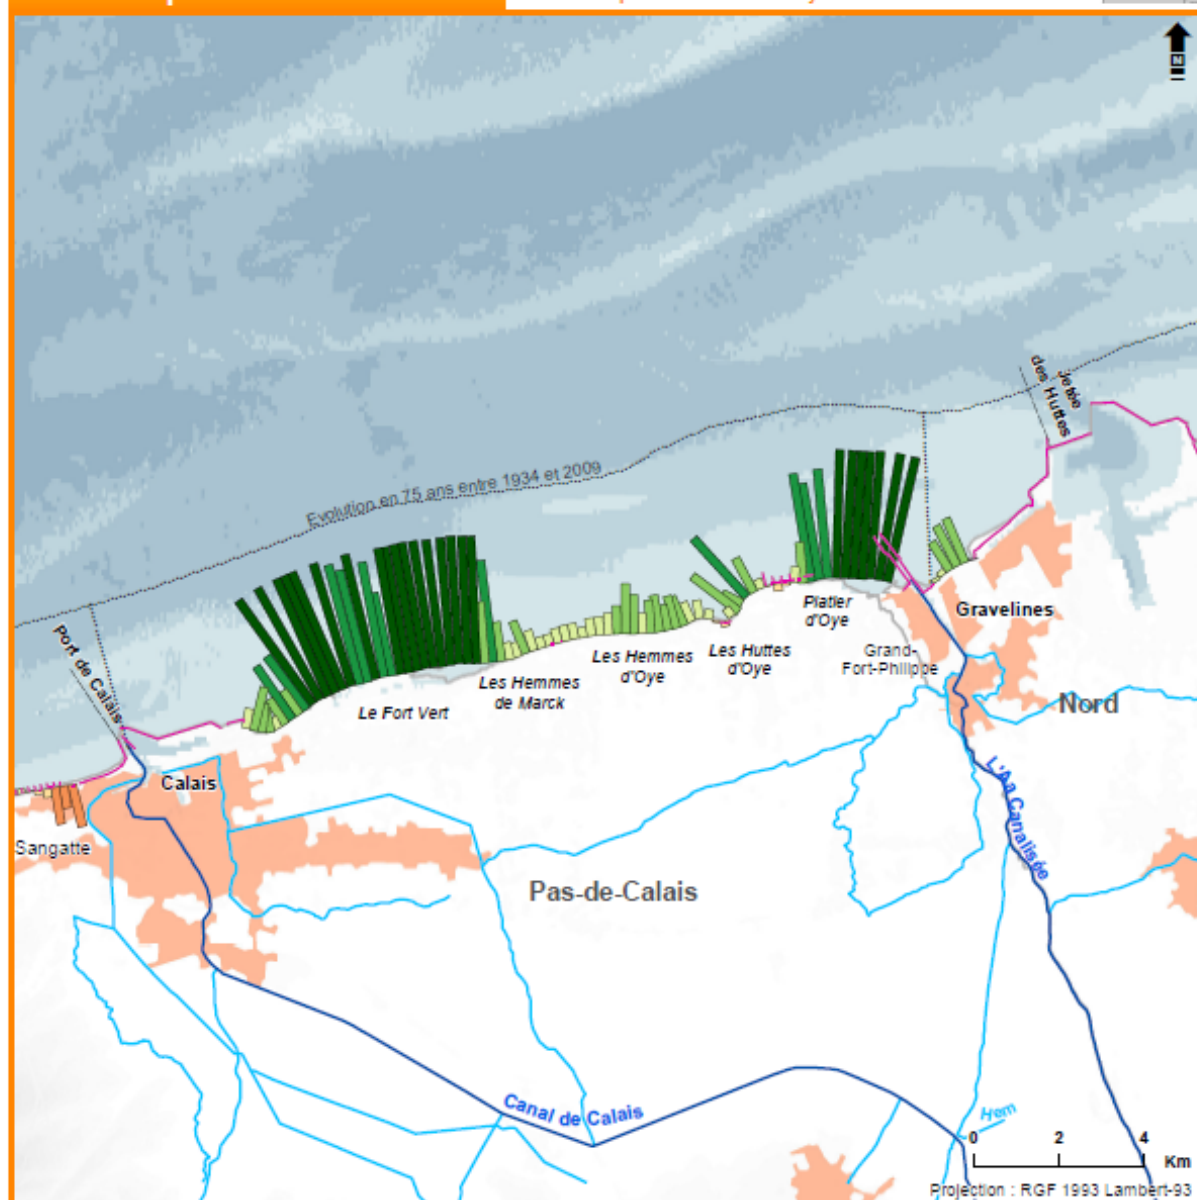 N
Jetée
des Huttes
Evolution en 75 ans entre 1934 et 2009
Port de Calais
Platier
d'Oye
Gravelines
Les Hemmes
d'Oye
Les Huttes
d'Oye
Grand-
Fort-Philippe
Les Hemmes
de Marck
Le Fort Vert
Nord
Calais
L'Aa Canalisée
Sangatte
Pas-de-Calais
Canal de Calais
Hem
0 2 4
Km
Projection : RGF 1993 Lambert-93